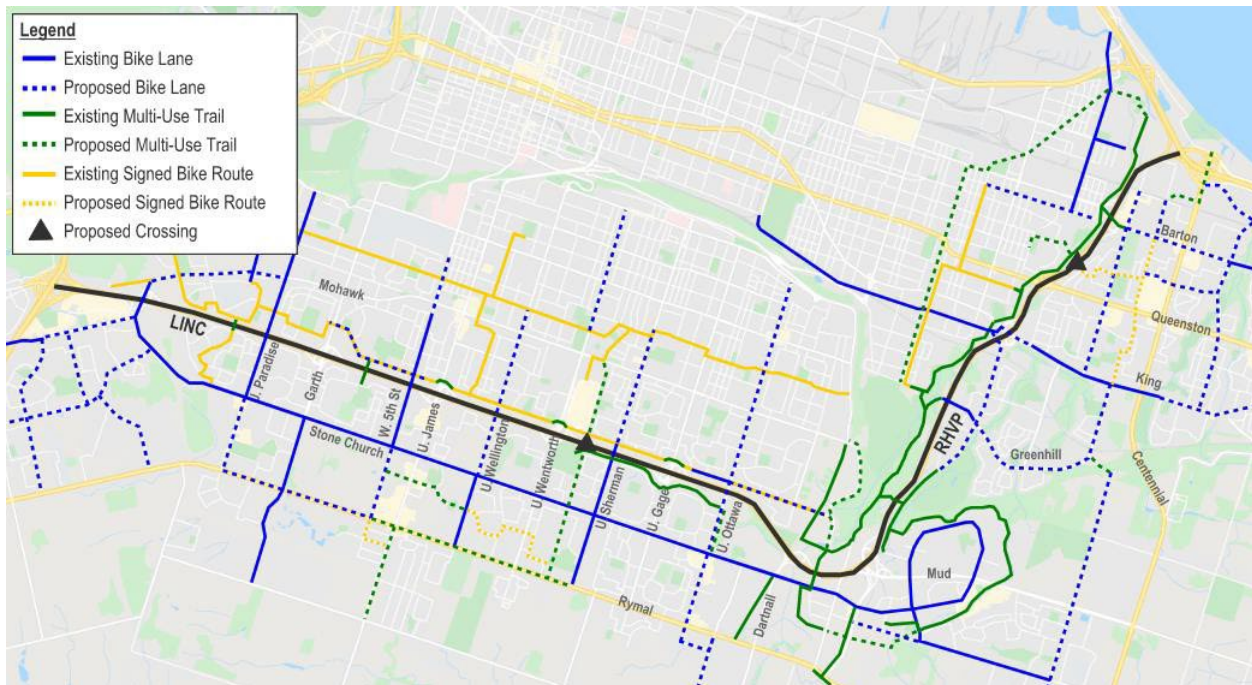 Legend
Existing Bike Lane
Proposed Bike Lane
Existing Multi-Use Trail
Proposed Multi-Use Trail
Existing Signed Bike Route
Proposed Signed Bike Route
Proposed Crossing
Barton
Mohawk
LINC
Queenston
King
U. Paradise
Garth
W. 5th St
U. James
Stone Church
U. Wellington
U. Wentworth
U. Sherman
U. Gage
U. Ottawa
RHVP
Greenhill
Centennial
Mud
Rymal
Dartnall